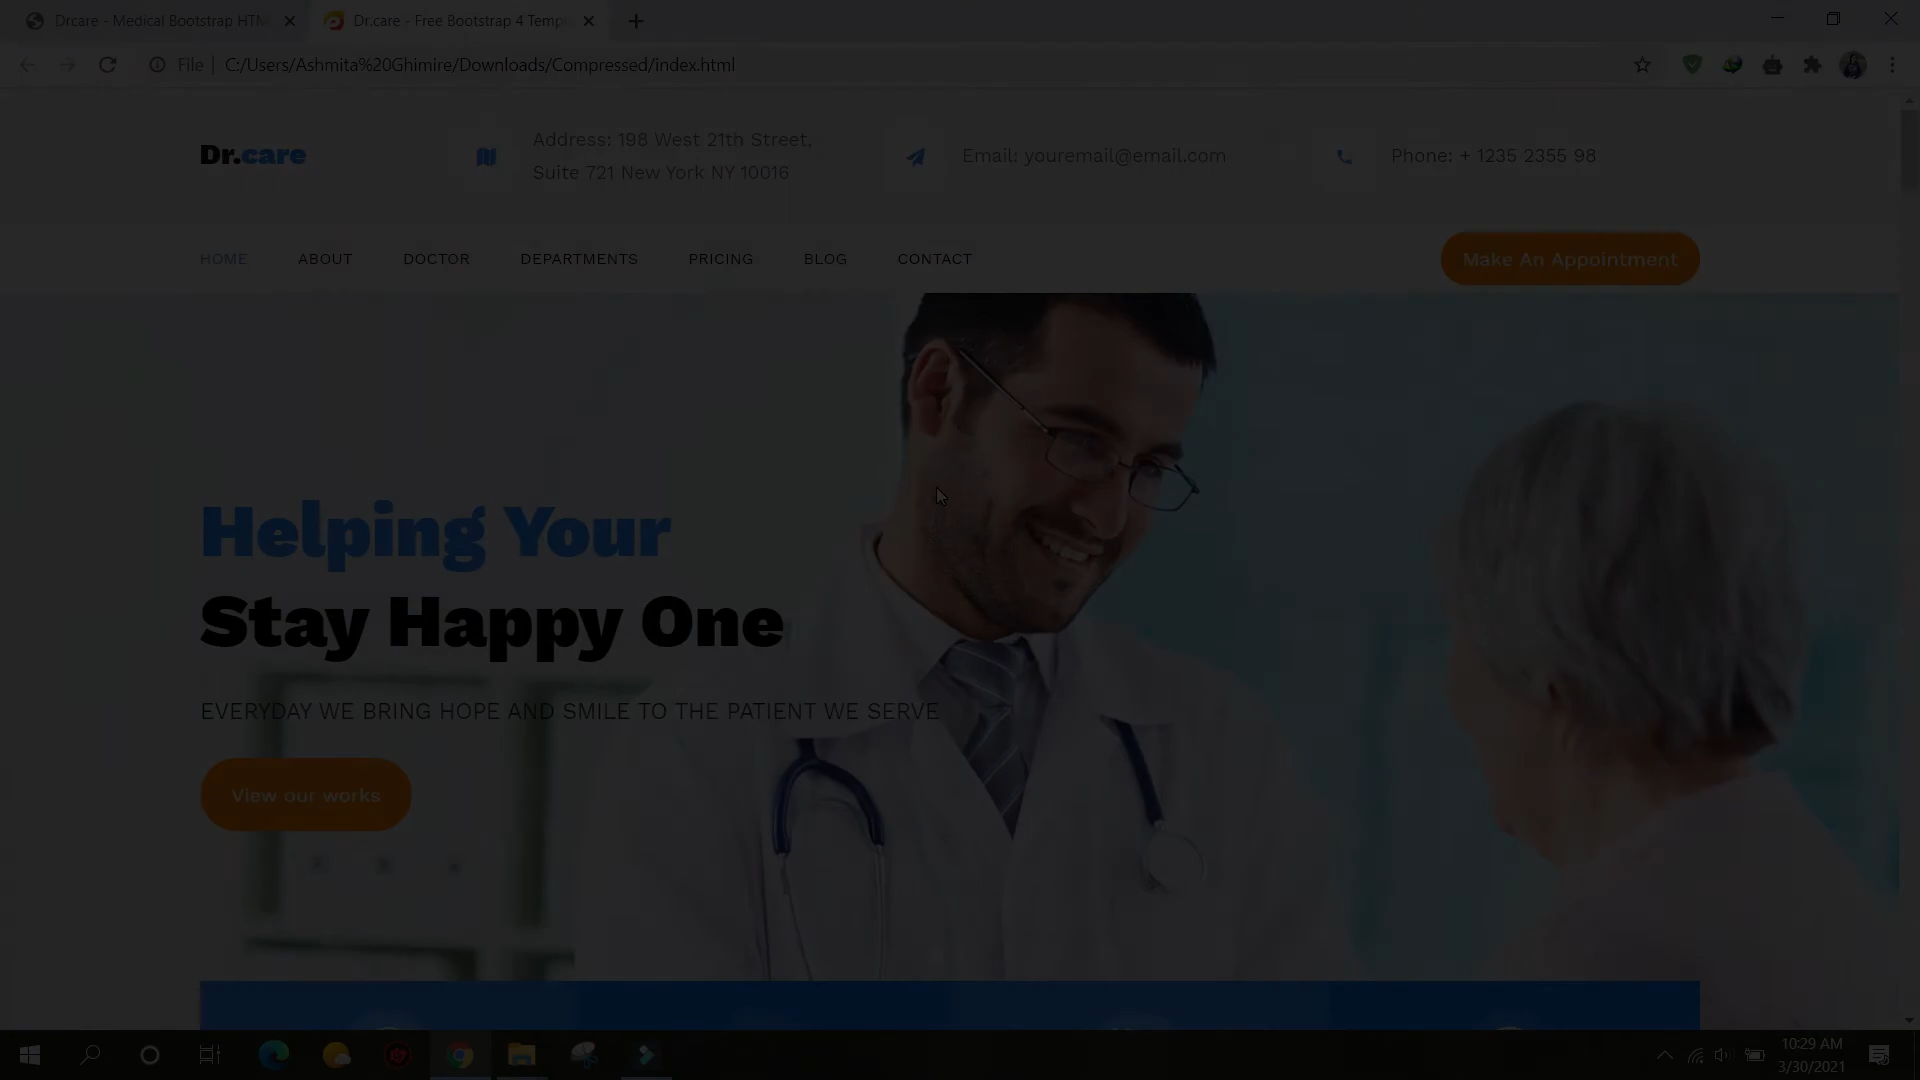 Drcare - Medical Bootstrap HTM
Dr.care - Free Bootstrap 4 Temp
File | C:/Users/Ashmita%20Ghimire/Downloads/Compressed/index.html
Dr.care
Address: 198 West 21th Street,
Suite 721 New York NY 10016
Email: youremail@email.com
Phone: + 1235 2355 98
HOME
ABOUT
DOCTOR
DEPARTMENTS
PRICING
BLOG
CONTACT
Make An Appointment
Helping Your
Stay Happy One
EVERYDAY WE BRING HOPE AND SMILE TO THE PATIENT WE SERVE
View our works
10:29 AM
3/30/2021